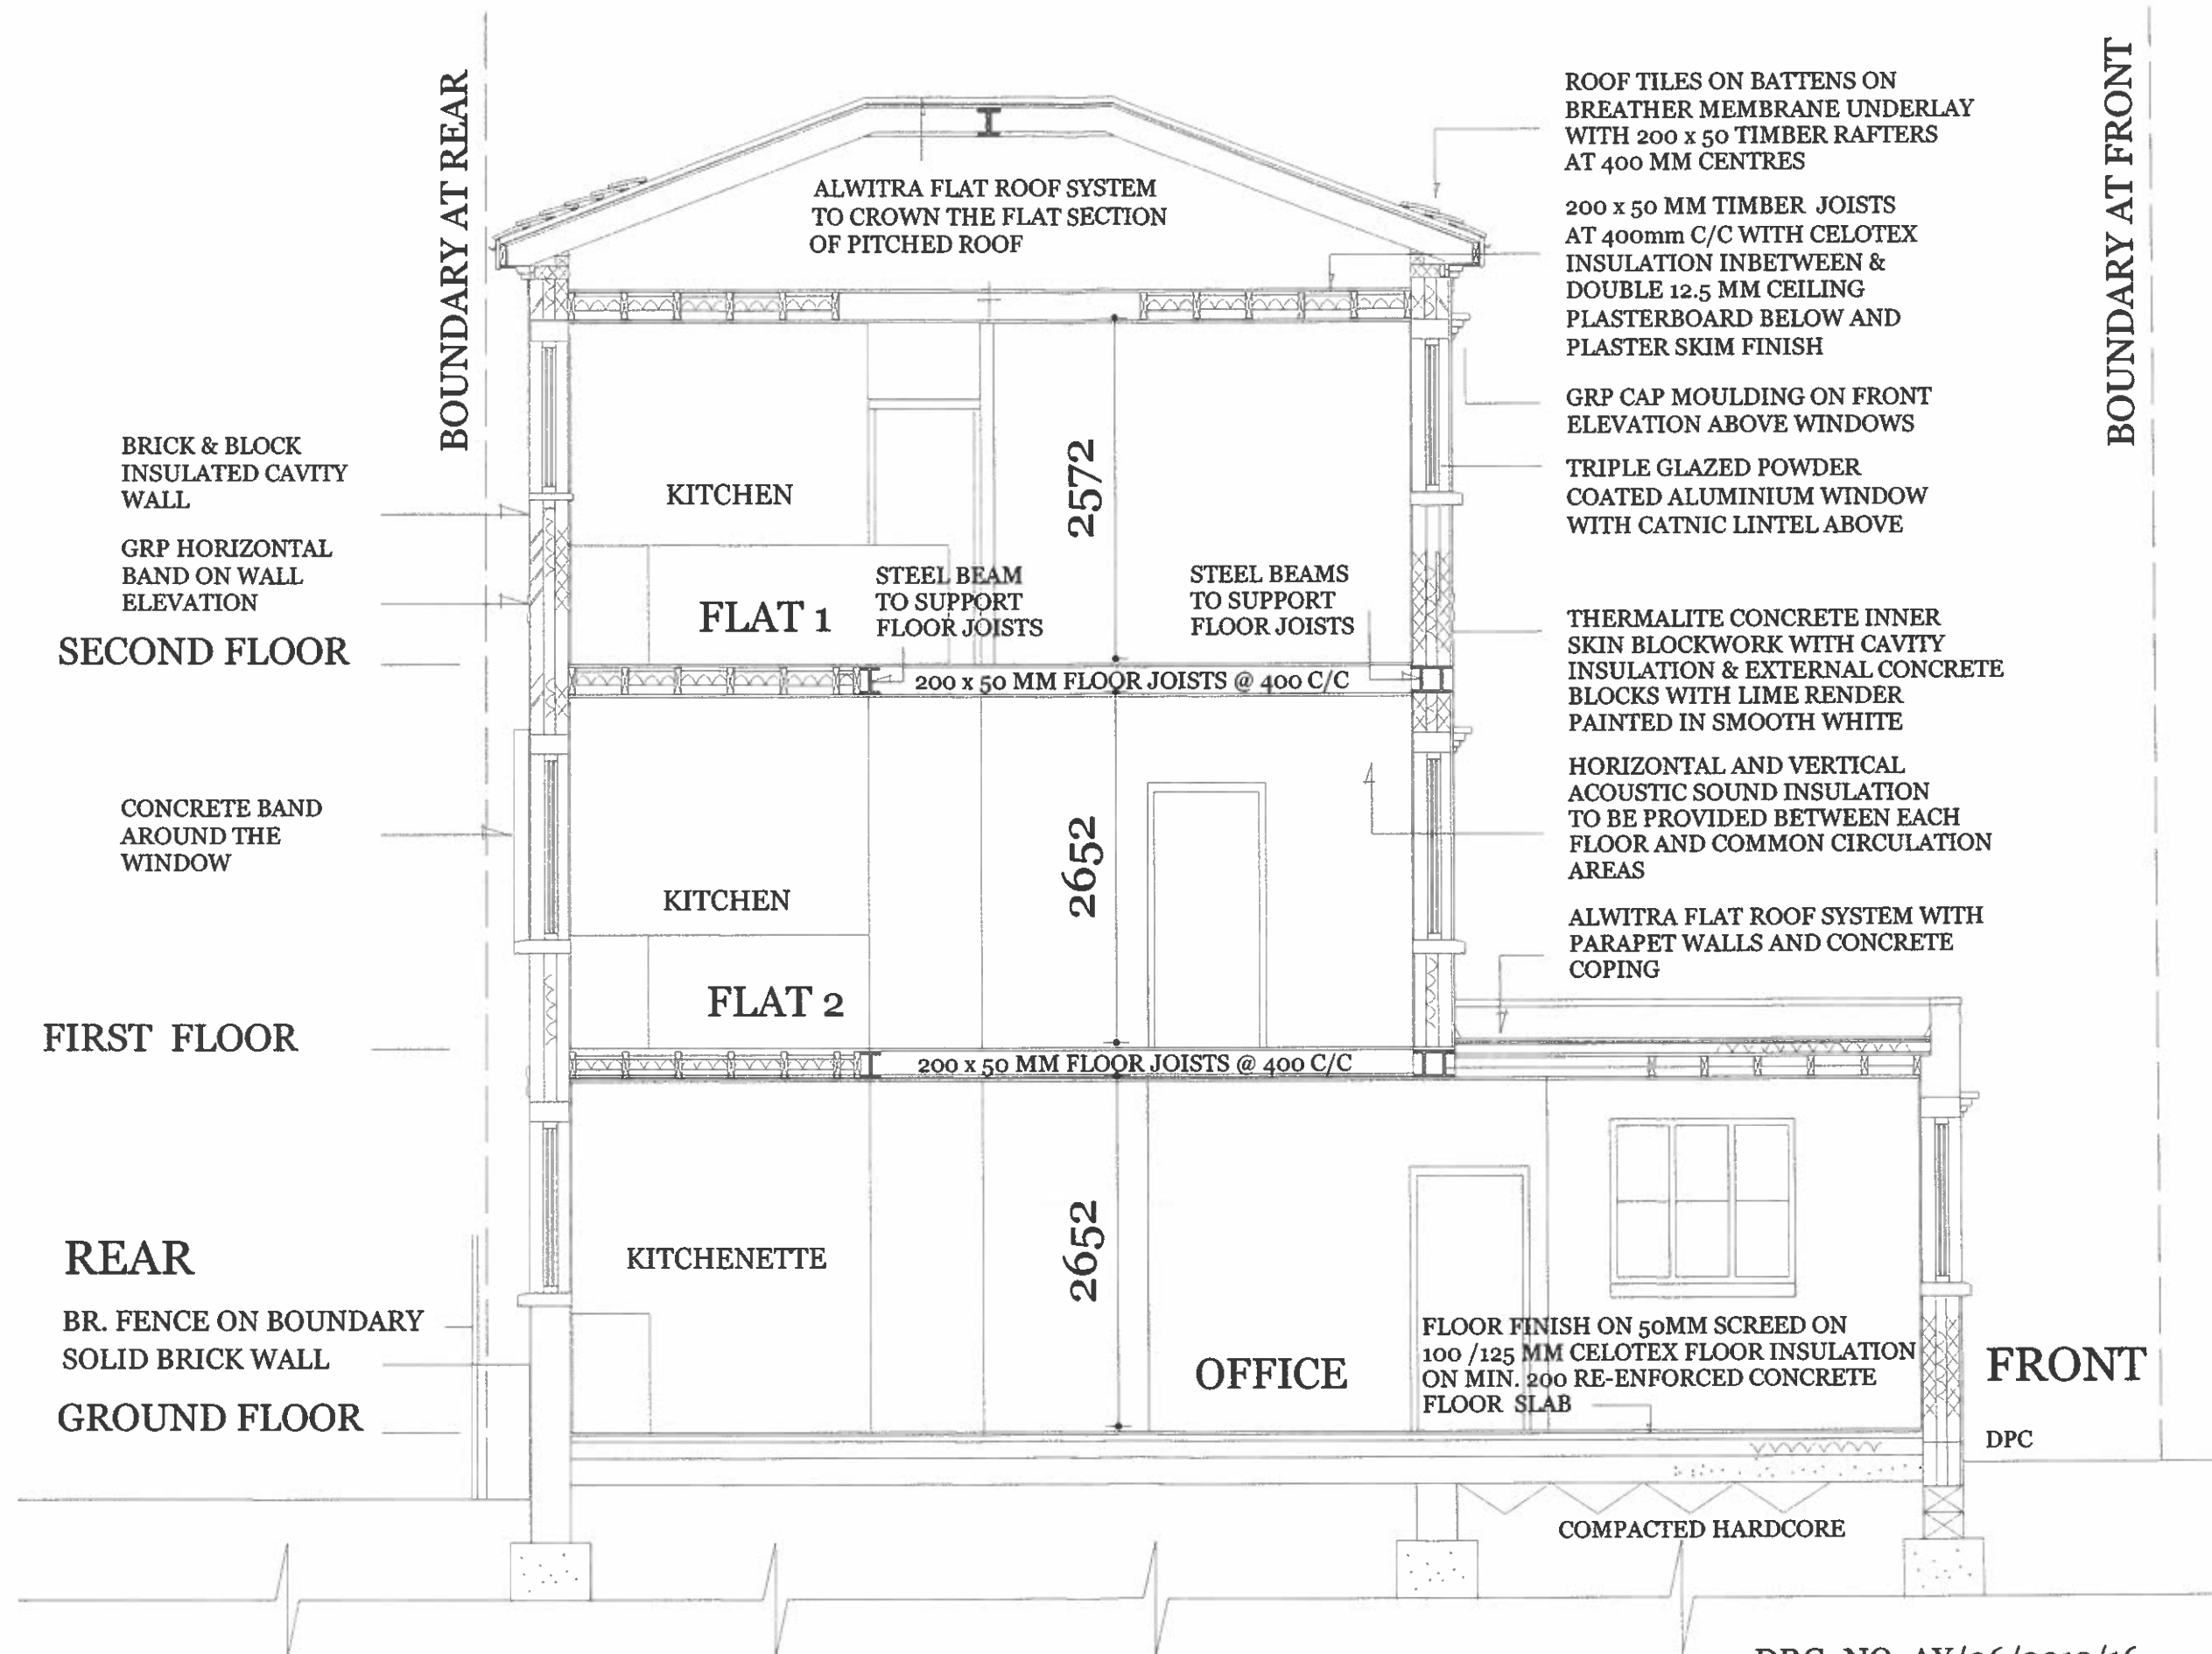 BOUNDARY AT REAR
BOUNDARY AT FRONT
ROOF TILES ON BATTENS ON
BREATHER MEMBRANE UNDERLAY
WITH 200 x 50 TIMBER RAFTERS
AT 400 MM CENTRES
ALWITRA FLAT ROOF SYSTEM
TO CROWN THE FLAT SECTION
OF PITCHED ROOF
200 x 50 MM TIMBER JOISTS
AT 400mm C/C WITH CELOTEX
INSULATION INBETWEEN &
DOUBLE 12.5 MM CEILING
PLASTERBOARD BELOW AND
PLASTER SKIM FINISH
GRP CAP MOULDING ON FRONT
ELEVATION ABOVE WINDOWS
BRICK & BLOCK
INSULATED CAVITY
WALL
KITCHEN
2572
TRIPLE GLAZED POWDER
COATED ALUMINIUM WINDOW
WITH CATNIC LINTEL ABOVE
GRP HORIZONTAL
BAND ON WALL
ELEVATION
FLAT 1
STEEL BEAM
TO SUPPORT
FLOOR JOISTS
STEEL BEAMS
TO SUPPORT
FLOOR JOISTS
THERMALITE CONCRETE INNER
SKIN BLOCKWORK WITH CAVITY
INSULATION & EXTERNAL CONCRETE
BLOCKS WITH LIME RENDER
PAINTED IN SMOOTH WHITE
SECOND FLOOR
200 x 50 MM FLOOR JOISTS @ 400 C/C
HORIZONTAL AND VERTICAL
ACOUSTIC SOUND INSULATION
TO BE PROVIDED BETWEEN EACH
FLOOR AND COMMON CIRCULATION
AREAS
CONCRETE BAND
AROUND THE
WINDOW
KITCHEN
2652
ALWITRA FLAT ROOF SYSTEM WITH
PARAPET WALLS AND CONCRETE
COPING
FLAT 2
FIRST FLOOR
200 x 50 MM FLOOR JOISTS @ 400 C/C
REAR
KITCHENETTE
2652
BR. FENCE ON BOUNDARY
SOLID BRICK WALL
GROUND FLOOR
OFFICE
FLOOR FINISH ON 50MM SCREED ON
100 /125 MM CELOTEX FLOOR INSULATION
ON MIN. 200 RE-ENFORCED CONCRETE
FLOOR SLAB
FRONT
DPC
COMPACTED HARDCORE